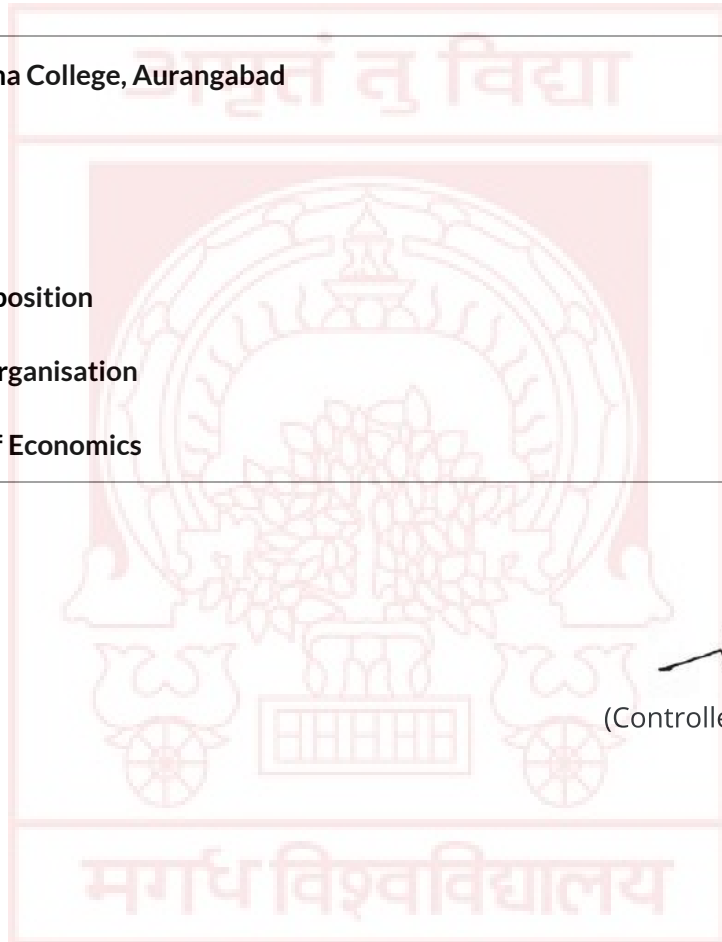 अमृतं तु विद्या
na College, Aurangabad
position
rganisation
f Economics
(Controlle
मगध विश्वविद्यालय